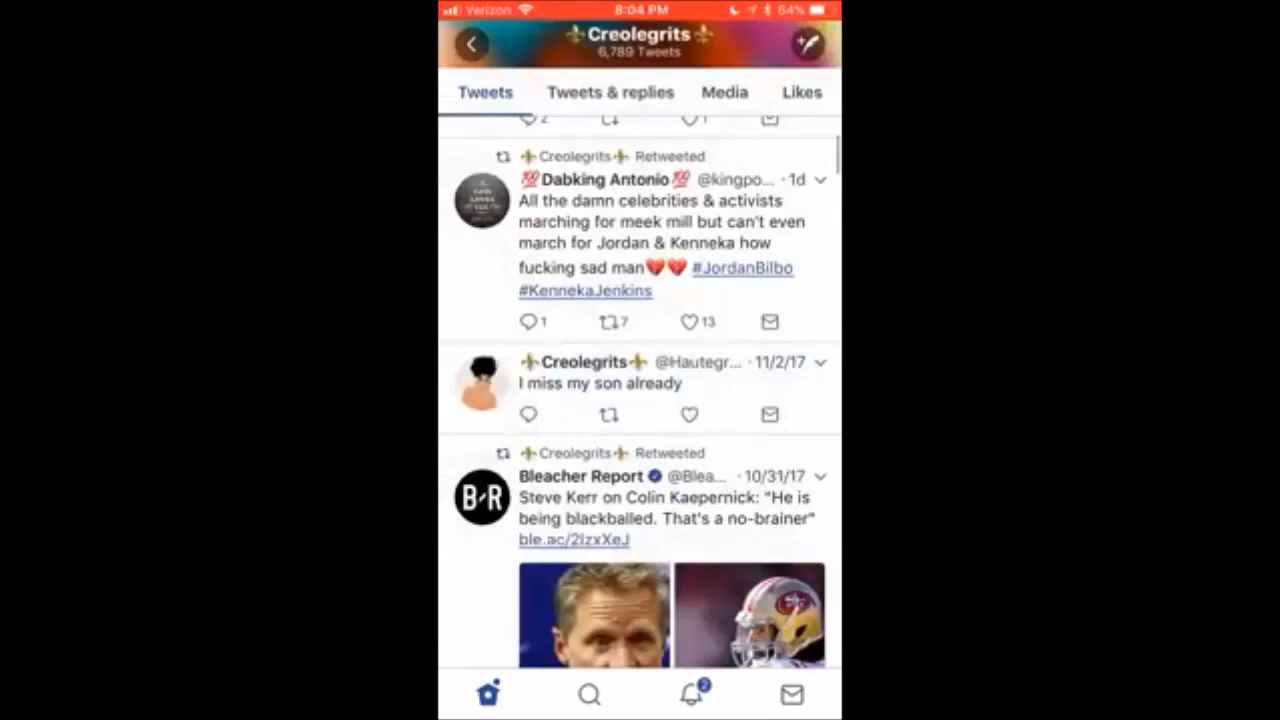 Verizon 8:04 PM 64%
⚜Creolegrits⚜
6,789 Tweets
Tweets Tweets & replies Media Likes
2 1
⚜Creolegrits⚜ Retweeted
💯Dabking Antonio💯 @kingpo... · 1d
All the damn celebrities & activists
marching for meek mill but can't even
march for Jordan & Kenneka how
fucking sad man💔💔 #JordanBilbo
#KennekaJenkins
1 7 13
⚜Creolegrits⚜ @Hautegr... · 11/2/17
I miss my son already
⚜Creolegrits⚜ Retweeted
Bleacher Report @Blea... · 10/31/17
B/R
Steve Kerr on Colin Kaepernick: "He is
being blackballed. That's a no-brainer"
ble.ac/2lzxXeJ
2